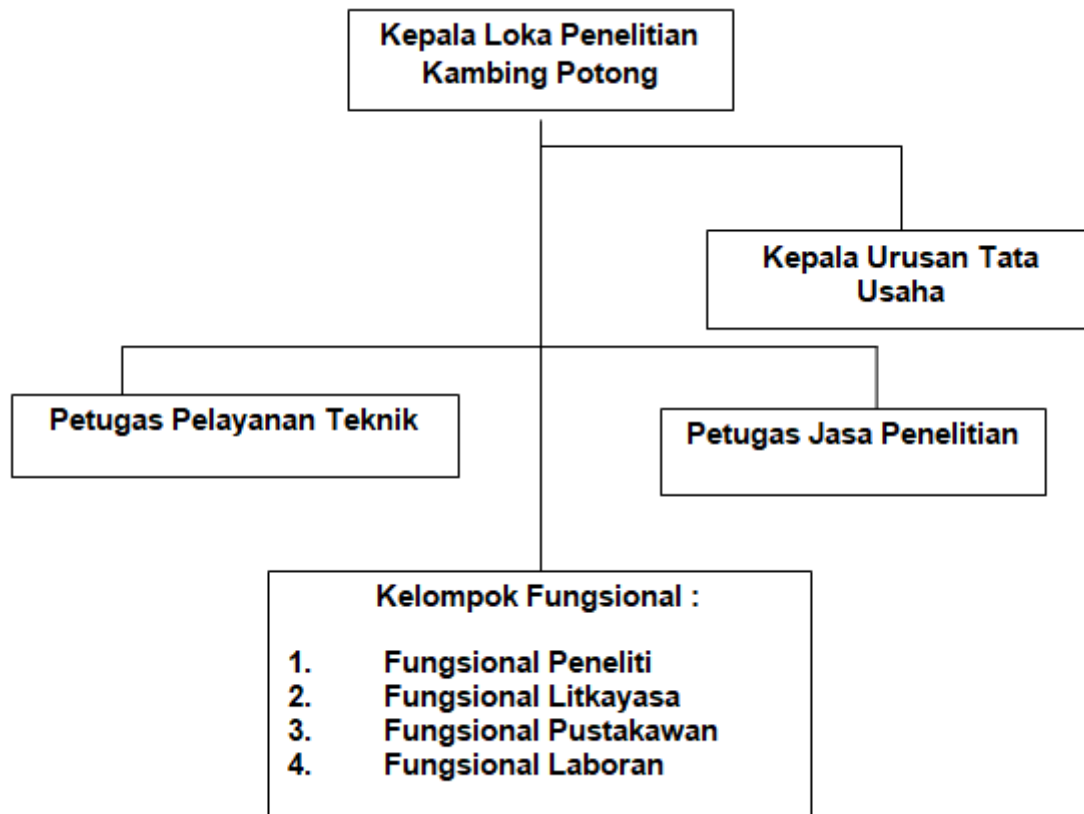 Kepala Loka Penelitian
Kambing Potong
Kepala Urusan Tata
Usaha
Petugas Pelayanan Teknik
Petugas Jasa Penelitian
Kelompok Fungsional :
1. Fungsional Peneliti
2. Fungsional Litkayasa
3. Fungsional Pustakawan
4. Fungsional Laboran